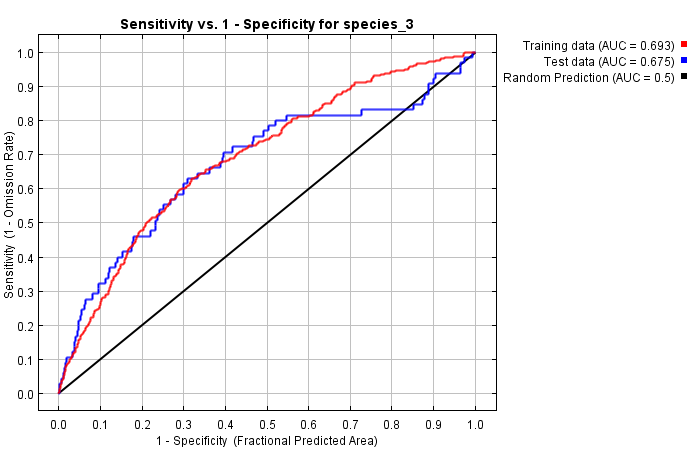 Sensitivity vs. 1 - Specificity for species_3
Training data (AUC = 0.693)
Test data (AUC = 0.675)
Random Prediction (AUC = 0.5)
Sensitivity (1 - Omission Rate)
1.0
0.9
0.8
0.7
0.6
0.5
0.4
0.3
0.2
0.1
0.0
0.0 0.1 0.2 0.3 0.4 0.5 0.6 0.7 0.8 0.9 1.0
1 - Specificity (Fractional Predicted Area)